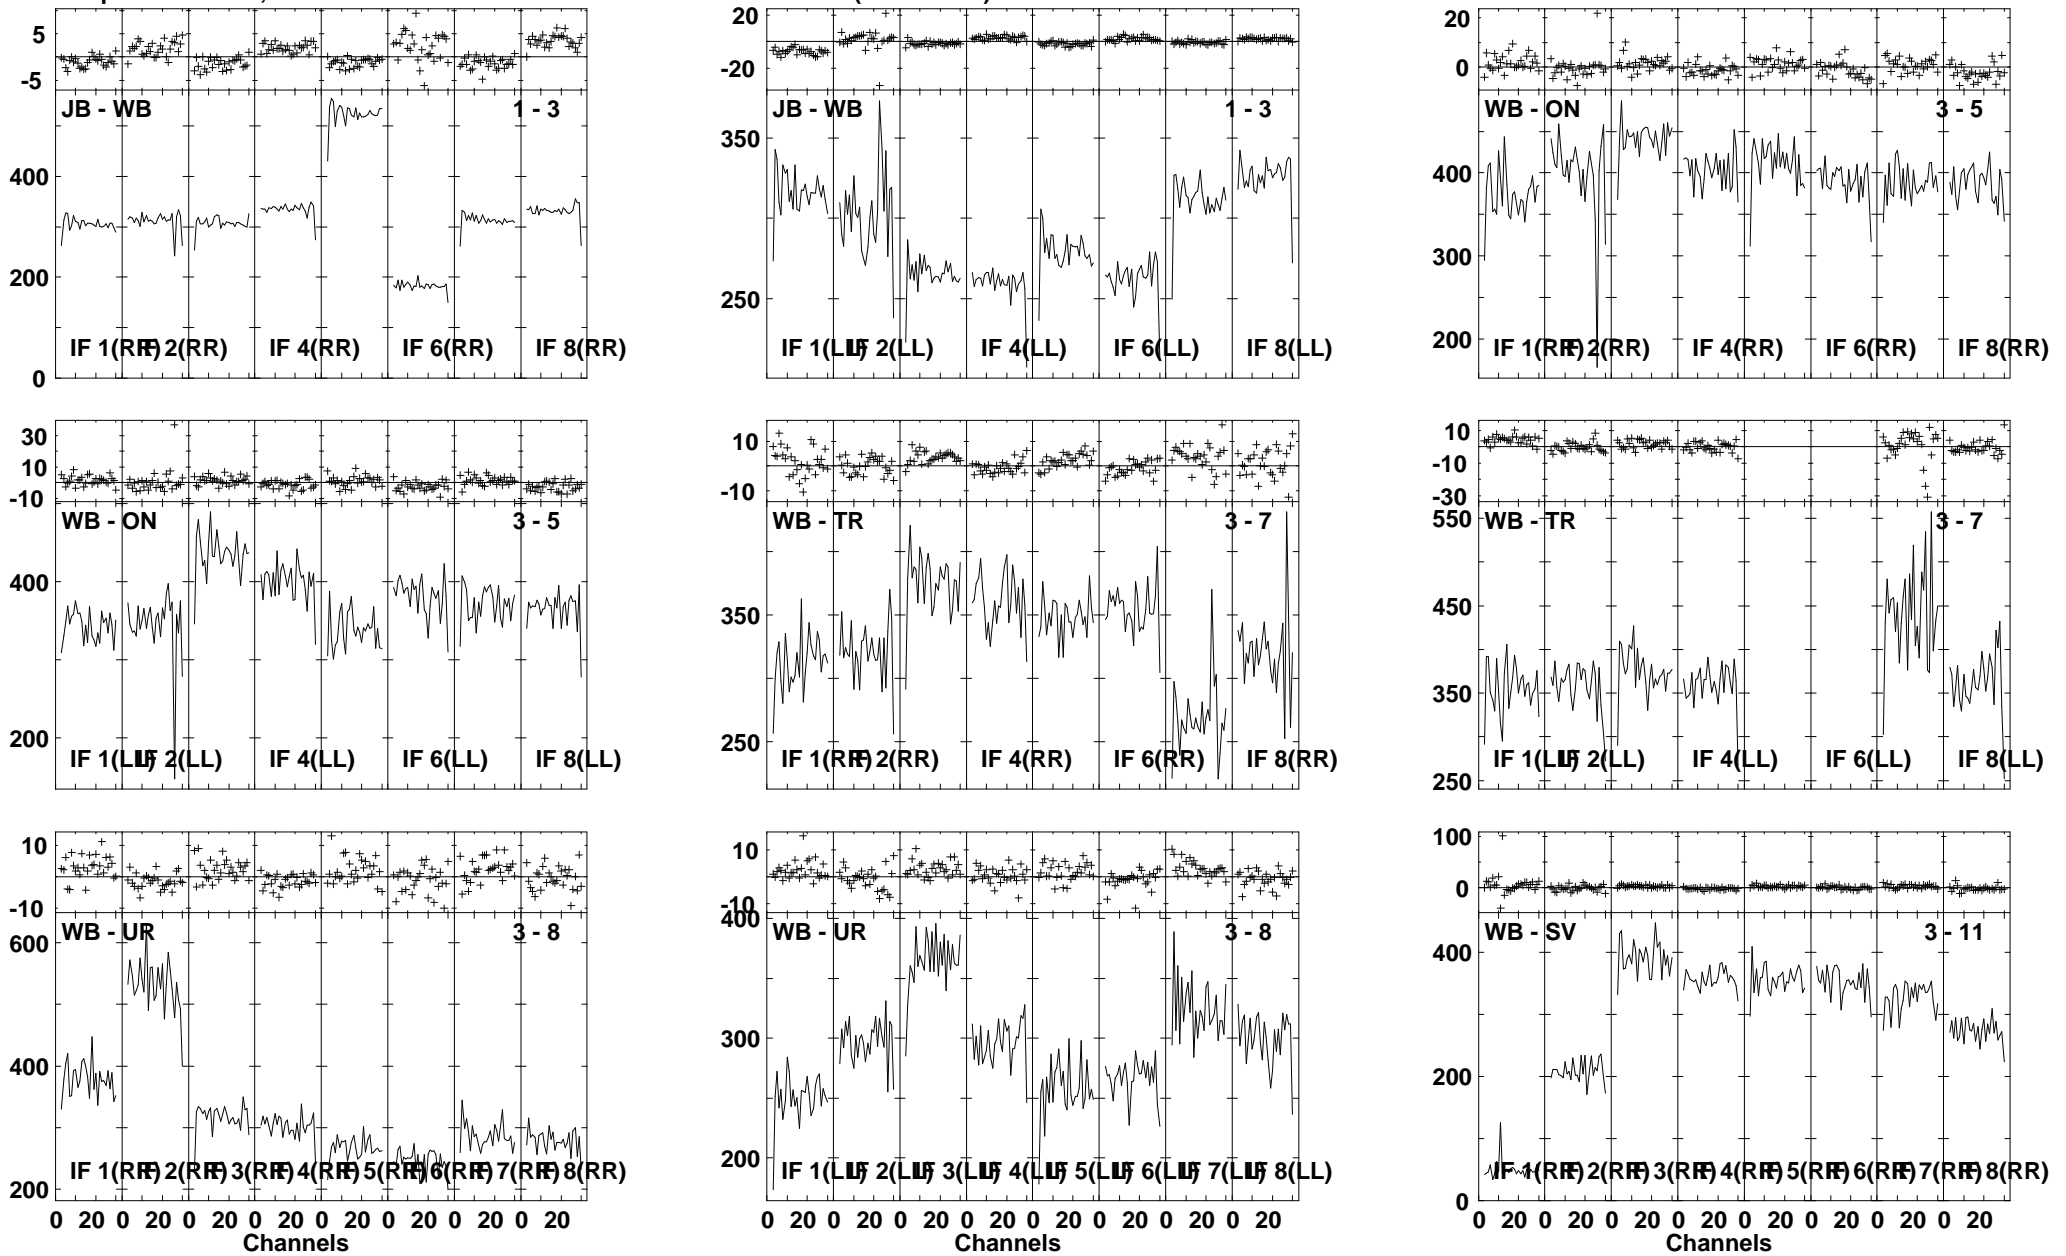 5 20 20
-5 -20 0
JB - WB 1 - 3 JB - WB 1 - 3 WB - ON 3 - 5
400 350 400
200 250 300
0 200
IF 1(RR) IF 2(RR) IF 4(RR) IF 6(RR) IF 8(RR) IF 1(LL) IF 2(LL) IF 4(LL) IF 6(LL) IF 8(LL) IF 1(RR) IF 2(RR) IF 4(RR) IF 6(RR) IF 8(RR)
30 10 10
10 -10 -10
-10 -30
WB - ON 3 - 5 WB - TR 3 - 7 WB - TR 3 - 7
400 350 550
200 250 450
350
250
IF 1(LL) IF 2(LL) IF 4(LL) IF 6(LL) IF 8(LL) IF 1(RR) IF 2(RR) IF 4(RR) IF 6(RR) IF 8(RR) IF 1(LL) IF 2(LL) IF 4(LL) IF 6(LL) IF 8(LL)
10 10 100
-10 -10 0
WB - UR 3 - 8 WB - UR 3 - 8 WB - SV 3 - 11
600 400 400
400 300 200
200 200 0
IF 1(RR) IF 2(RR) IF 3(RR) IF 4(RR) IF 5(RR) IF 6(RR) IF 7(RR) IF 8(RR) IF 1(LL) IF 2(LL) IF 3(LL) IF 4(LL) IF 5(LL) IF 6(LL) IF 7(LL) IF 8(LL) IF 1(RR) IF 2(RR) IF 3(RR) IF 4(RR) IF 5(RR) IF 6(RR) IF 7(RR) IF 8(RR)
0 20 0 20 0 20 0 20 0 20 0 20 0 20 0 20 0 20 0 20 0 20 0 20 0 20 0 20 0 20 0 20 0 20 0 20 0 20 0 20 0 20 0 20 0 20 0 20
Channels Channels Channels